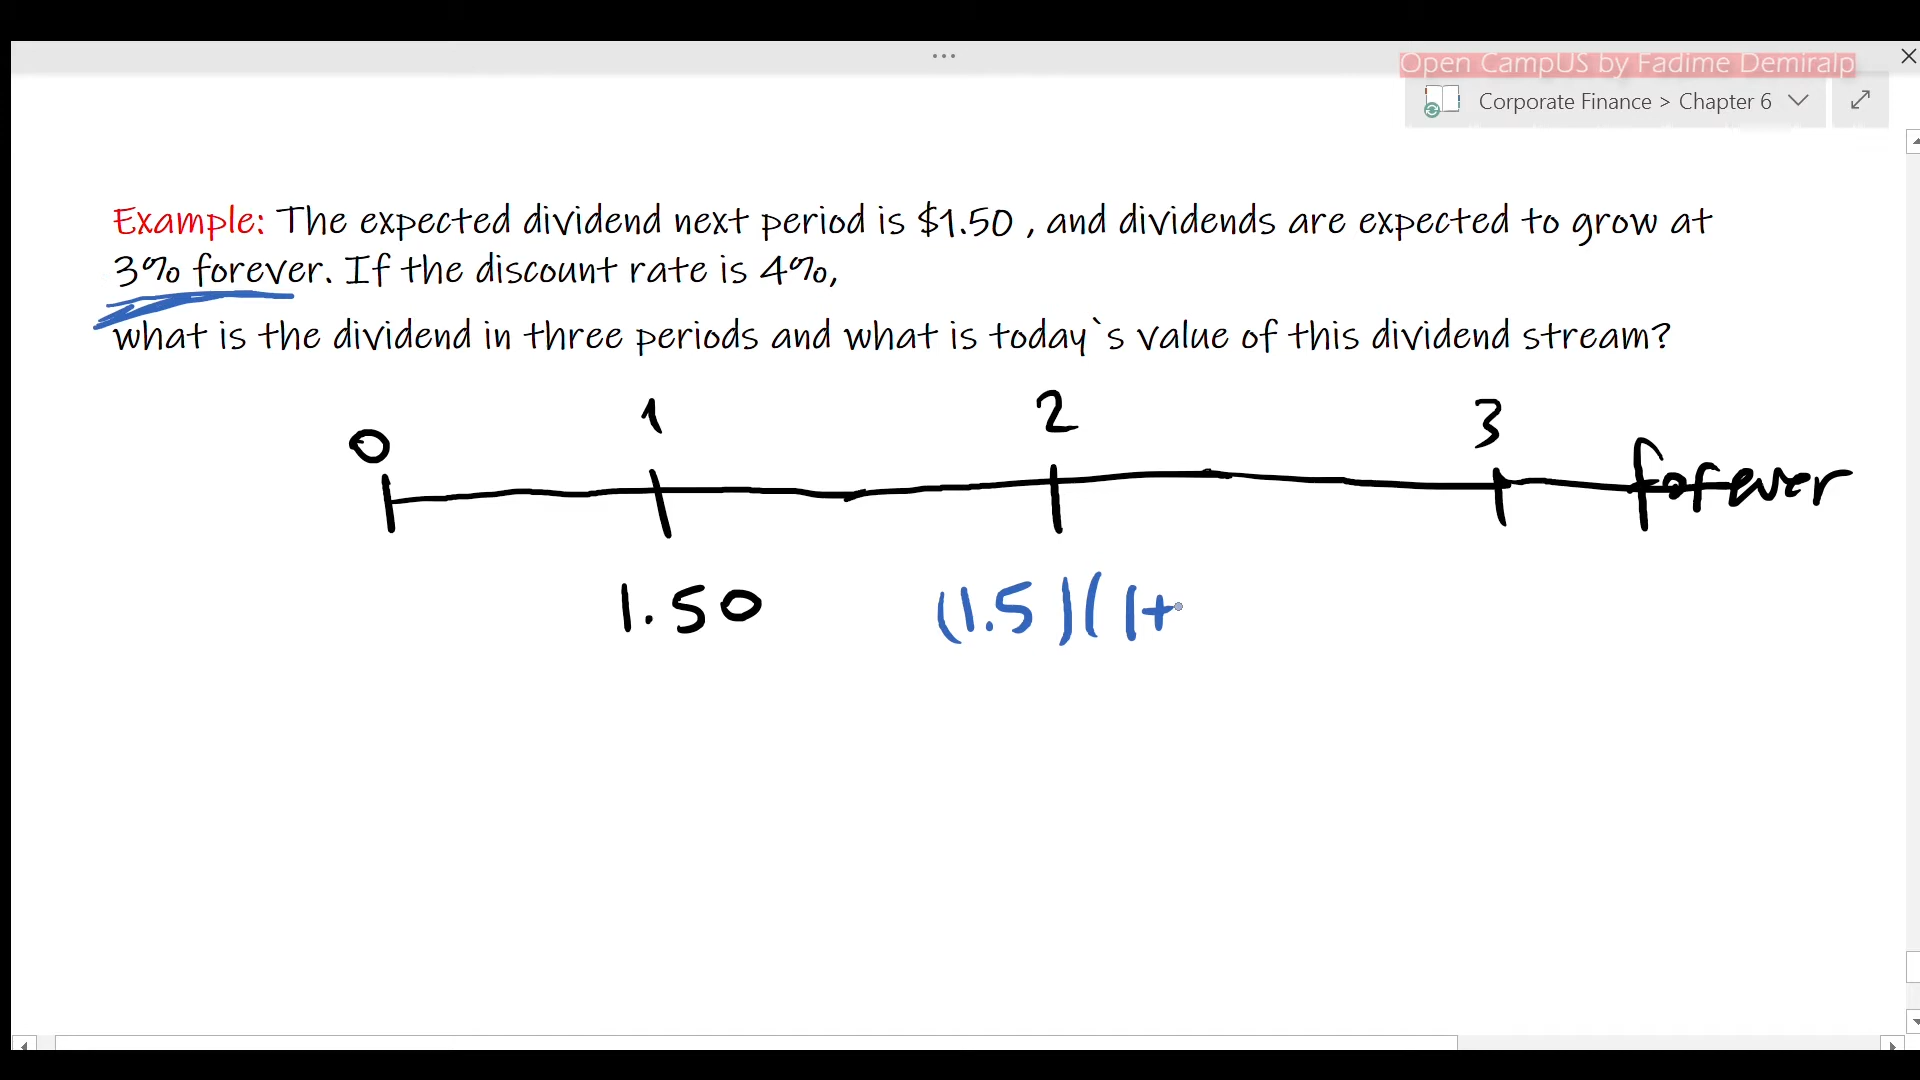 Open CampUS by Fadime Demiralp
Corporate Finance > Chapter 6
Example: The expected dividend next period is $1.50 , and dividends are expected to grow at
3% forever. If the discount rate is 4%,
what is the dividend in three periods and what is today`s value of this dividend stream?
0 1 2 3 forever
1.50 (1.5)(1+